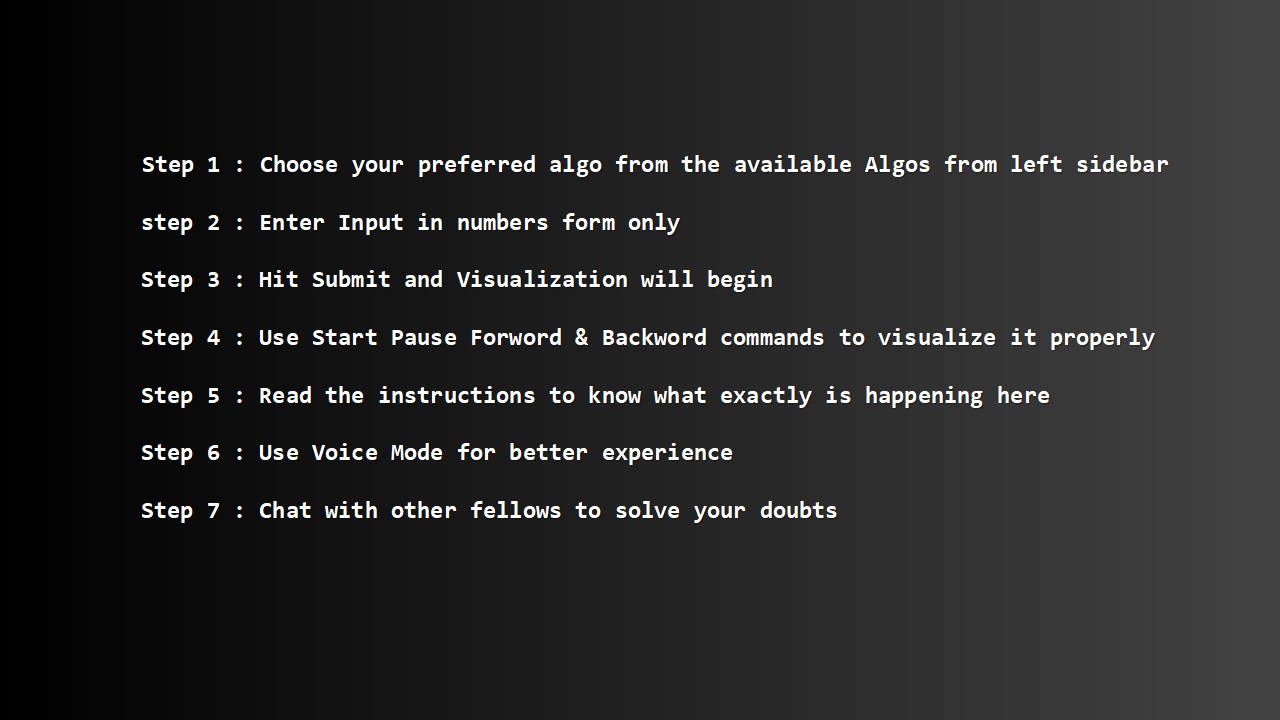 Step 1 : Choose your preferred algo from the available Algos from left sidebar
step 2 : Enter Input in numbers form only
Step 3 : Hit Submit and Visualization will begin
Step 4 : Use Start Pause Forword & Backword commands to visualize it properly
Step 5 : Read the instructions to know what exactly is happening here
Step 6 : Use Voice Mode for better experience
Step 7 : Chat with other fellows to solve your doubts